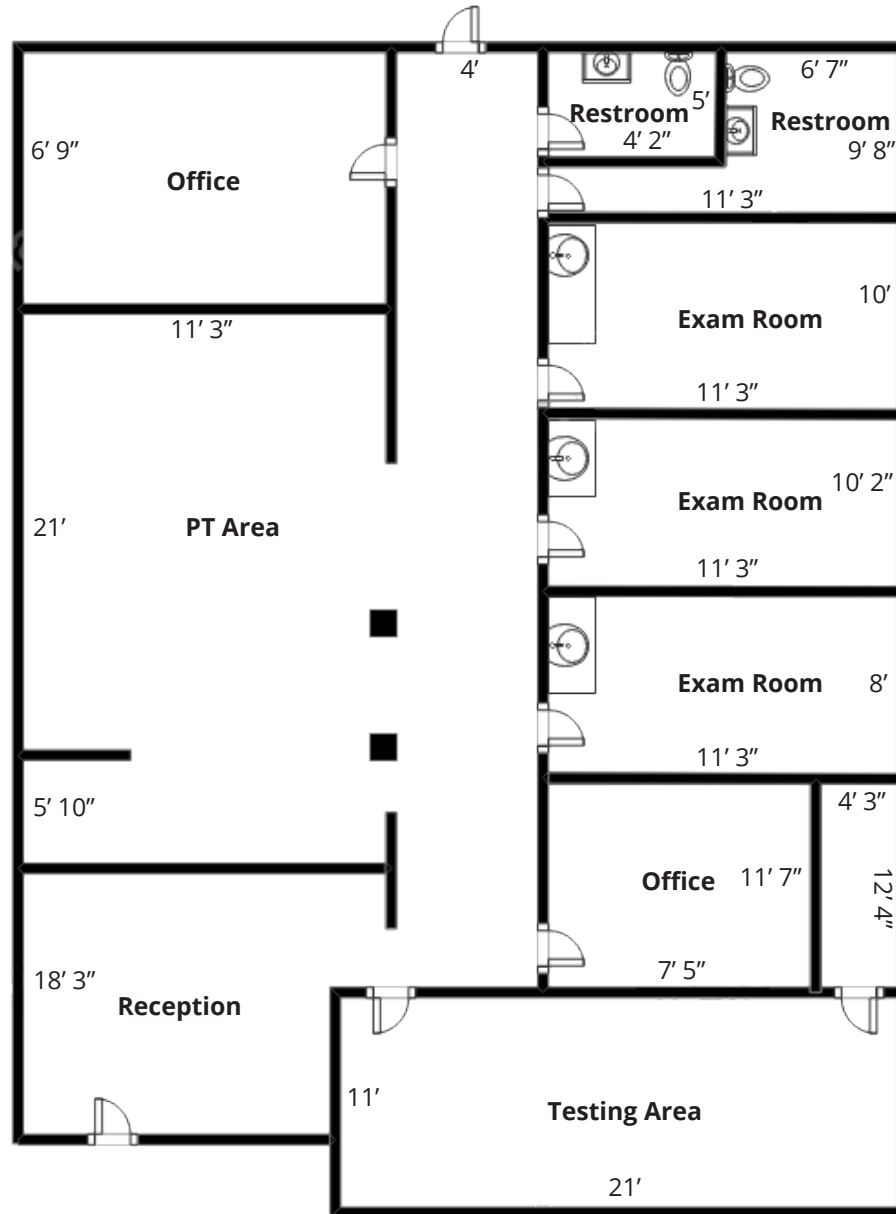 4’
6’ 7”
5’
Restroom
4’ 2”
Restroom
9’ 8”
6’ 9”
Office
11’ 3”
10’
Exam Room
11’ 3”
11’ 3”
10’ 2”
Exam Room
11’ 3”
21’
PT Area
Exam Room
8’
11’ 3”
5’ 10”
4’ 3”
Office
11’ 7”
12’ 4”
7’ 5”
18’ 3”
Reception
11’
Testing Area
21’